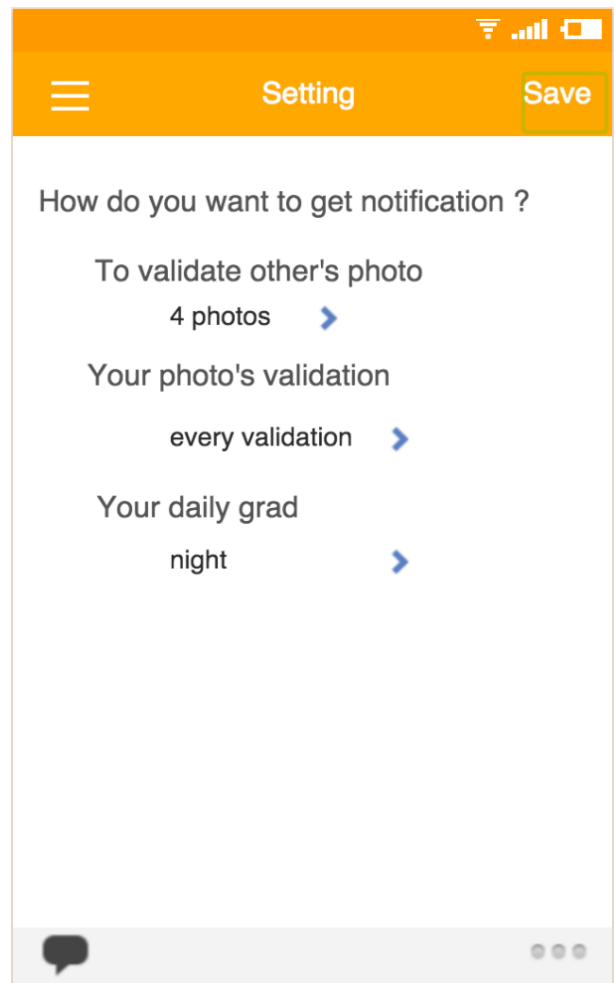 Setting
Save
How do you want to get notification ?
To validate other's photo
4 photos
Your photo's validation
every validation
Your daily grad
night